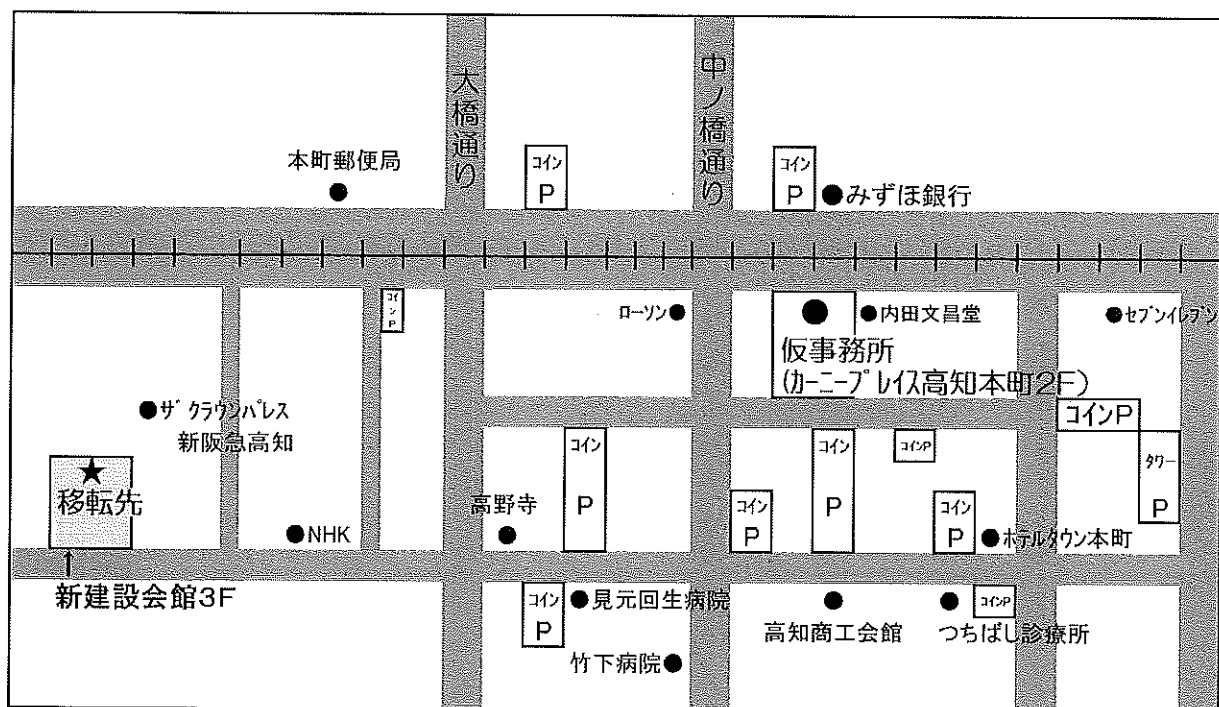 大橋通り
中ノ橋通り
本町郵便局
コイン
P
コイン
P
みずほ銀行
コイン
P
ローソン
内田文昌堂
セブンイレブン
仮事務所
(カーニープレイス高知本町2F)
ザ クラウンパレス
新阪急高知
コインP
コイン
P
コイン
P
コインP
タワー
P
移転先
高野寺
コイン
P
コイン
P
NHK
ホテルタウン本町
新建設会館3F
コイン
P
見元回生病院
高知商工会館
つちばし診療所
コインP
竹下病院